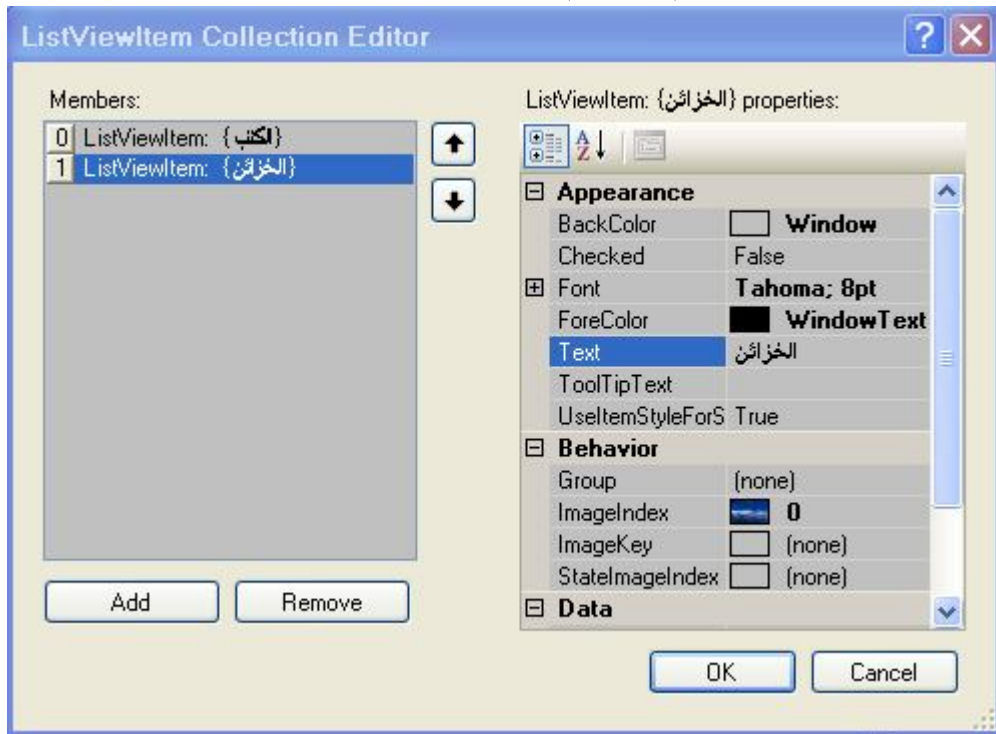 ListViewItem Collection Editor
Members:
0 ListViewItem: {الكتب}
1 ListViewItem: {الخزائن}
Add
Remove
ListViewItem: {الخزائن} properties:
Appearance
BackColor Window
Checked False
Font Tahoma; 8pt
ForeColor WindowText
Text الخزائن
ToolTipText
UseItemStyleForS True
Behavior
Group (none)
ImageIndex 0
ImageKey (none)
StateImageIndex (none)
Data
OK
Cancel